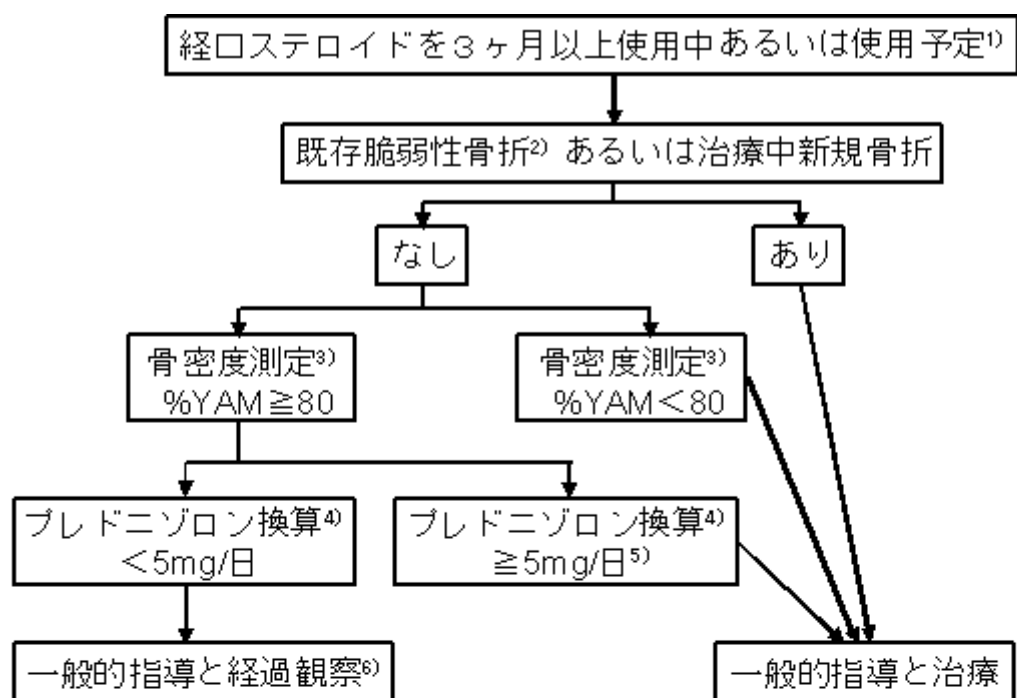 経口ステロイドを3ヶ月以上使用中あるいは使用予定1)
既存脆弱性骨折2) あるいは治療中新規骨折
なし
あり
骨密度測定3)
%YAM≧80
骨密度測定3)
%YAM<80
プレドニゾロン換算4)
<5mg/日
プレドニゾロン換算4)
≧5mg/日5)
一般的指導と経過観察6)
一般的指導と治療